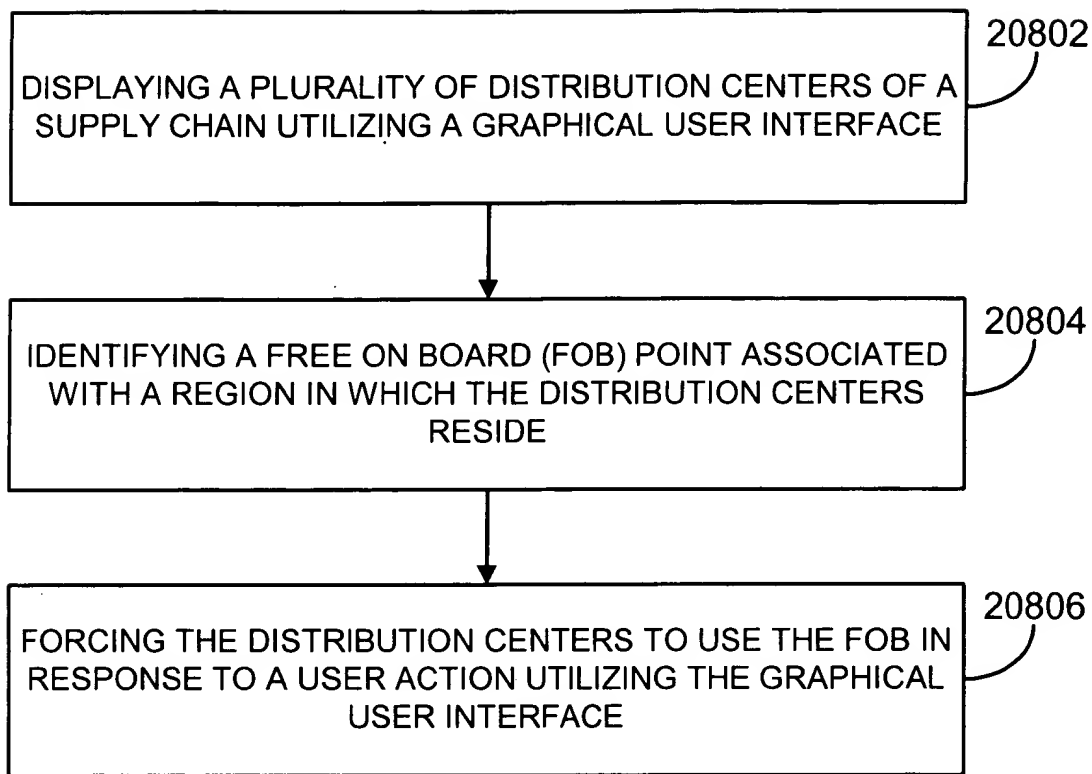 20802
DISPLAYING A PLURALITY OF DISTRIBUTION CENTERS OF A
SUPPLY CHAIN UTILIZING A GRAPHICAL USER INTERFACE
20804
IDENTIFYING A FREE ON BOARD (FOB) POINT ASSOCIATED
WITH A REGION IN WHICH THE DISTRIBUTION CENTERS
RESIDE
20806
FORCING THE DISTRIBUTION CENTERS TO USE THE FOB IN
RESPONSE TO A USER ACTION UTILIZING THE GRAPHICAL
USER INTERFACE